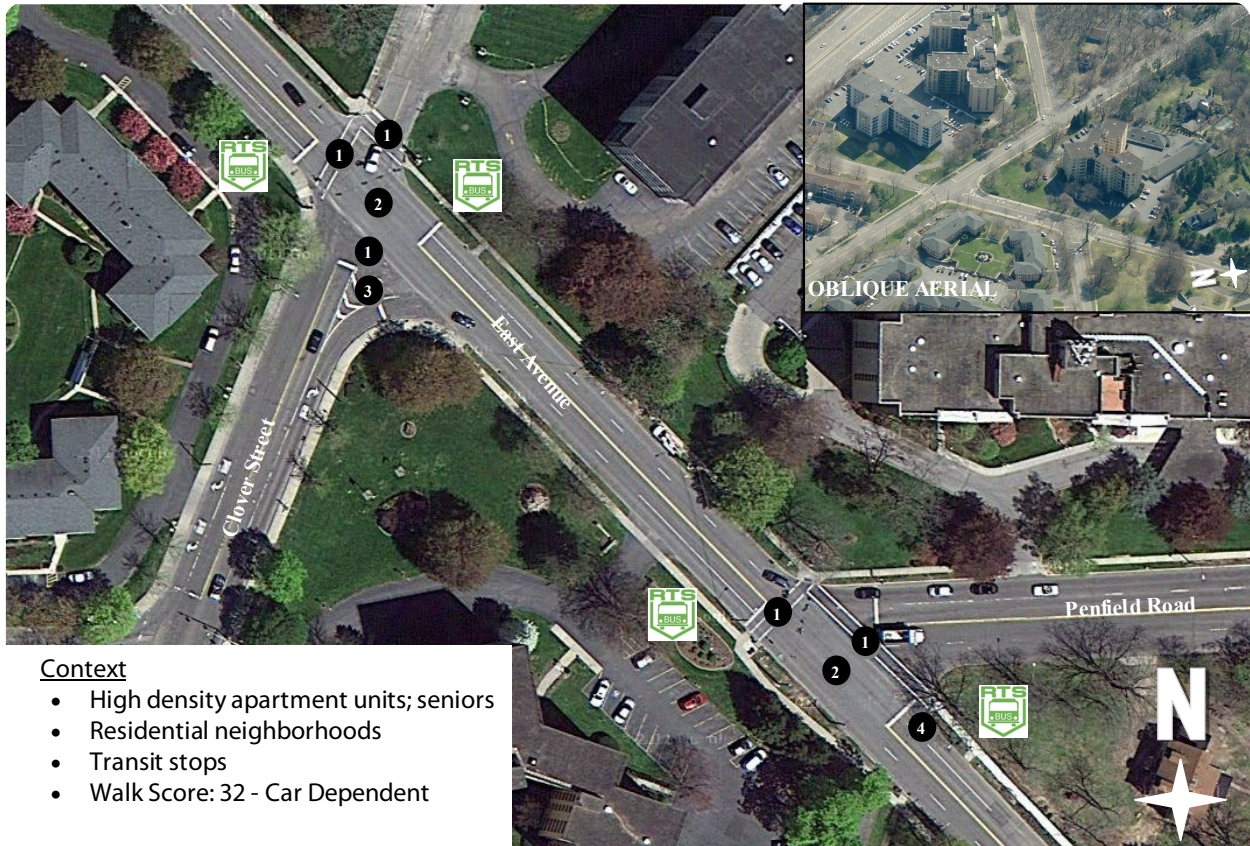 RTS
BUS
RTS
BUS
1
1
2
1
3
OBLIQUE AERIAL
N
East Avenue
Clover Street
RTS
BUS
1
1
2
4
Penfield Road
RTS
BUS
N
Context
• High density apartment units; seniors
• Residential neighborhoods
• Transit stops
• Walk Score: 32 - Car Dependent